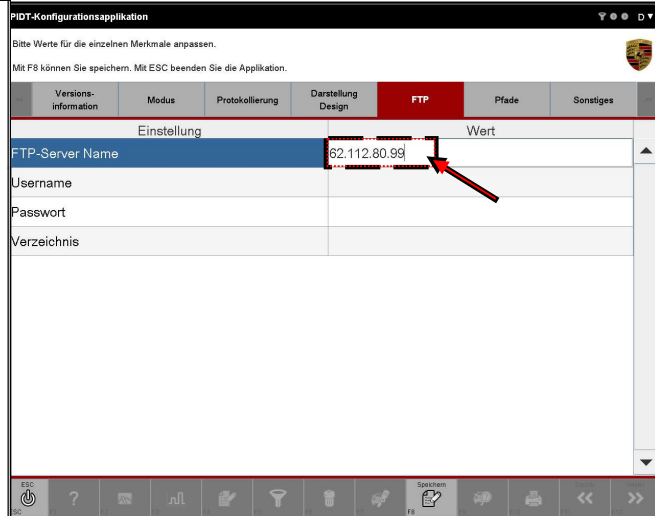 PIDT-Konfigurationsapplikation
D
Bitte Werte für die einzelnen Merkmale anpassen.
Mit F8 können Sie speichern. Mit ESC beenden Sie die Applikation.
Versions-
information
Modus
Protokollierung
Darstellung
Design
FTP
Pfade
Sonstiges
Einstellung
Wert
FTP-Server Name
62.112.80.99
Username
Passwort
Verzeichnis
ESC
Speichern
F8